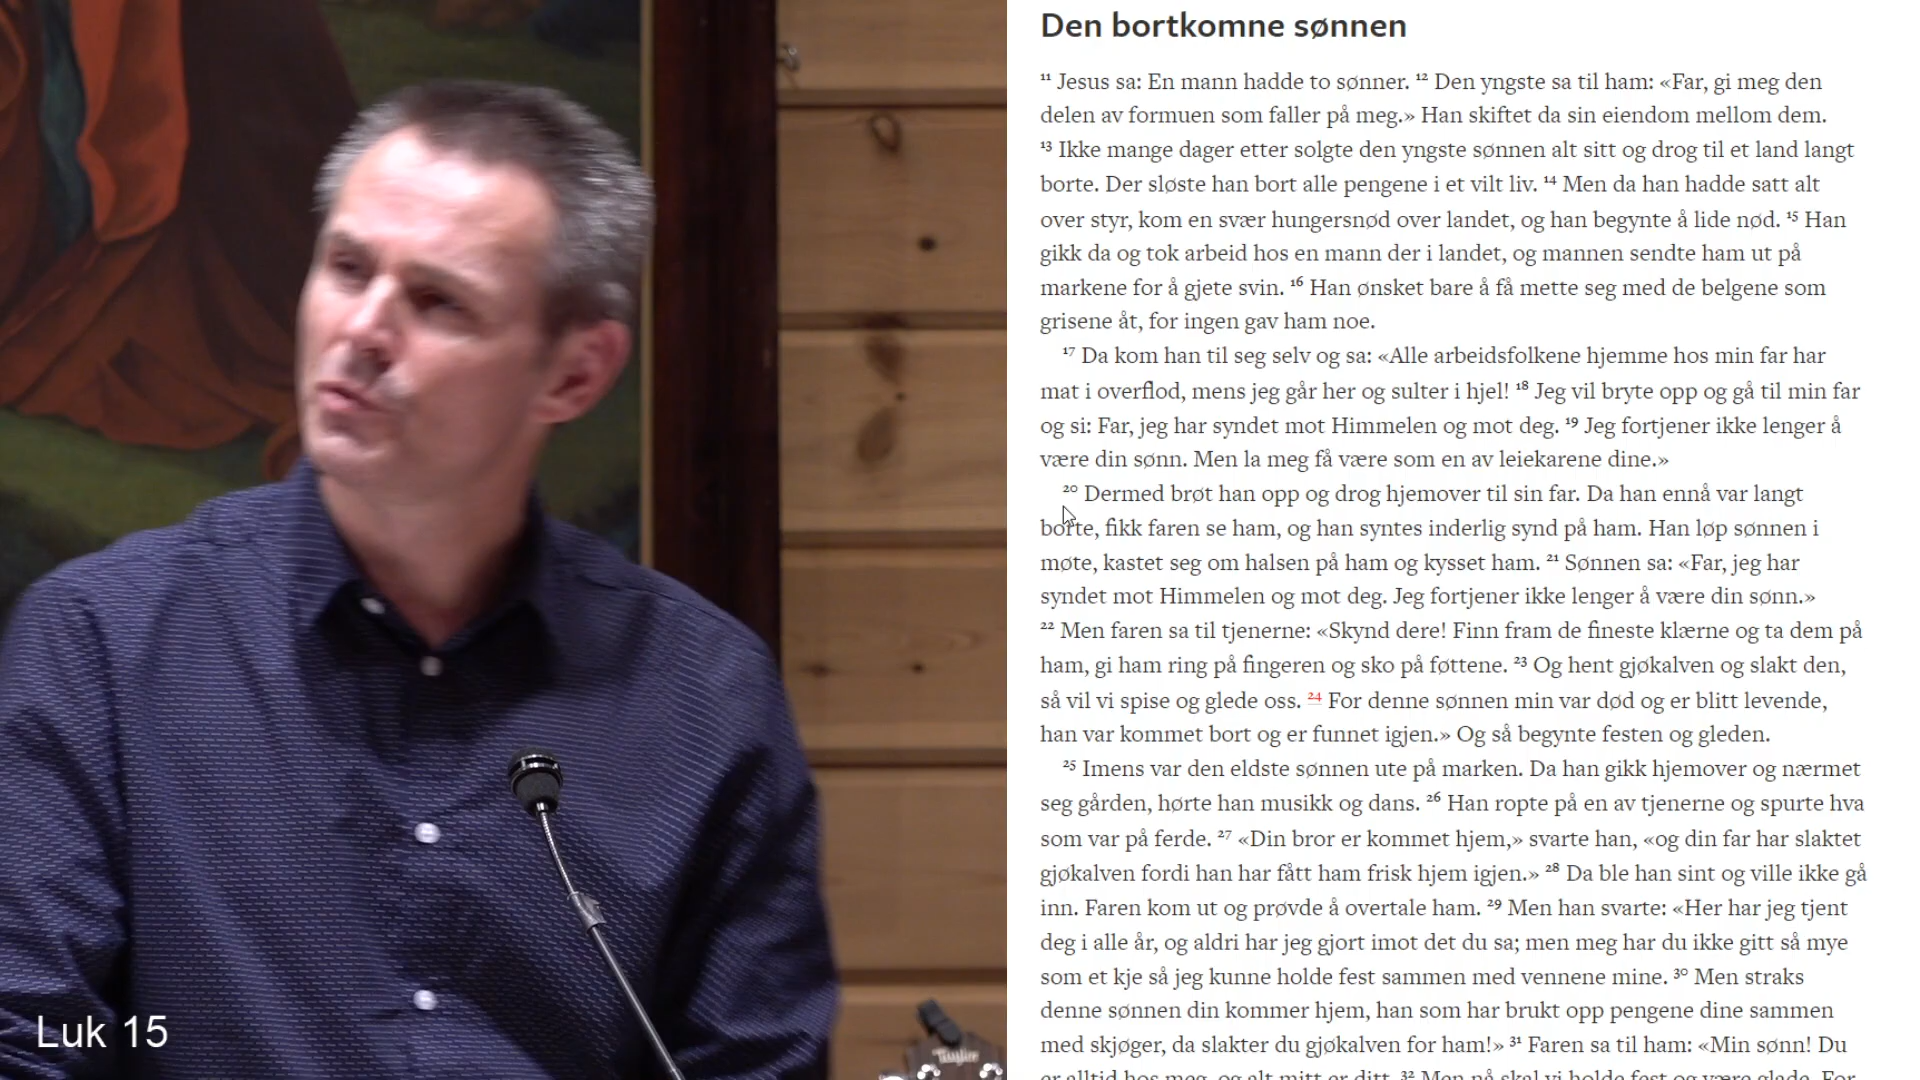 Den bortkomne sønnen
¹¹ Jesus sa: En mann hadde to sønner. ¹² Den yngste sa til ham: «Far, gi meg den
delen av formuen som faller på meg.» Han skiftet da sin eiendom mellom dem.
¹³ Ikke mange dager etter solgte den yngste sønnen alt sitt og drog til et land langt
borte. Der sløste han bort alle pengene i et vilt liv. ¹⁴ Men da han hadde satt alt
over styr, kom en svær hungersnød over landet, og han begynte å lide nød. ¹⁵ Han
gikk da og tok arbeid hos en mann der i landet, og mannen sendte ham ut på
markene for å gjete svin. ¹⁶ Han ønsket bare å få mette seg med de belgene som
grisene åt, for ingen gav ham noe.
¹⁷ Da kom han til seg selv og sa: «Alle arbeidsfolkene hjemme hos min far har
mat i overflod, mens jeg går her og sulter i hjel! ¹⁸ Jeg vil bryte opp og gå til min far
og si: Far, jeg har syndet mot Himmelen og mot deg. ¹⁹ Jeg fortjener ikke lenger å
være din sønn. Men la meg få være som en av leiekarene dine.»
²⁰ Dermed brøt han opp og drog hjemover til sin far. Da han ennå var langt
borte, fikk faren se ham, og han syntes inderlig synd på ham. Han løp sønnen i
møte, kastet seg om halsen på ham og kysset ham. ²¹ Sønnen sa: «Far, jeg har
syndet mot Himmelen og mot deg. Jeg fortjener ikke lenger å være din sønn.»
²² Men faren sa til tjenerne: «Skynd dere! Finn fram de fineste klærne og ta dem på
ham, gi ham ring på fingeren og sko på føttene. ²³ Og hent gjøkalven og slakt den,
så vil vi spise og glede oss. ²⁴ For denne sønnen min var død og er blitt levende,
han var kommet bort og er funnet igjen.» Og så begynte festen og gleden.
²⁵ Imens var den eldste sønnen ute på marken. Da han gikk hjemover og nærmet
seg gården, hørte han musikk og dans. ²⁶ Han ropte på en av tjenerne og spurte hva
som var på ferde. ²⁷ «Din bror er kommet hjem,» svarte han, «og din far har slaktet
gjøkalven fordi han har fått ham frisk hjem igjen.» ²⁸ Da ble han sint og ville ikke gå
inn. Faren kom ut og prøvde å overtale ham. ²⁹ Men han svarte: «Her har jeg tjent
deg i alle år, og aldri har jeg gjort imot det du sa; men meg har du ikke gitt så mye
som et kje så jeg kunne holde fest sammen med vennene mine. ³⁰ Men straks
denne sønnen din kommer hjem, han som har brukt opp pengene dine sammen
med skjøger, da slakter du gjøkalven for ham!» ³¹ Faren sa til ham: «Min sønn! Du
er alltid hos meg, og alt mitt er ditt. ³² Men nå skal vi holde fest og være glade. For
Luk 15
Taylor